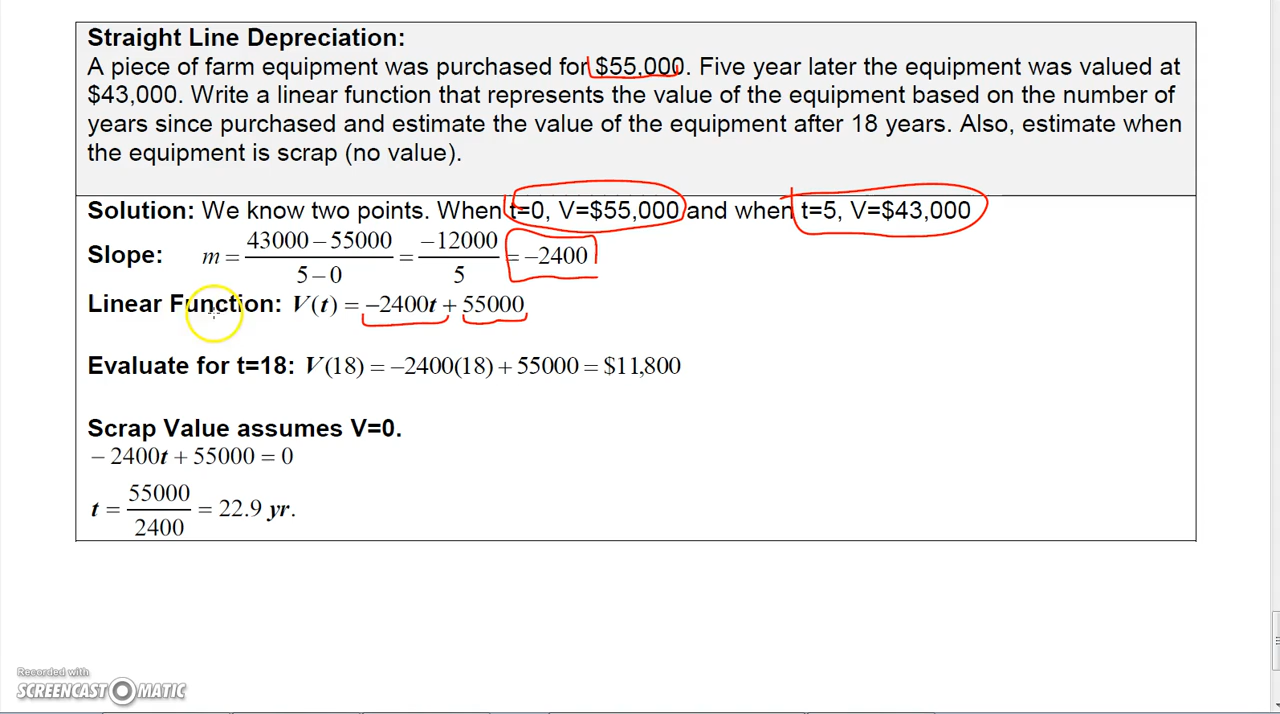 Straight Line Depreciation:
A piece of farm equipment was purchased for $55,000. Five year later the equipment was valued at
$43,000. Write a linear function that represents the value of the equipment based on the number of
years since purchased and estimate the value of the equipment after 18 years. Also, estimate when
the equipment is scrap (no value).
Solution: We know two points. When t=0, V=$55,000 and when t=5, V=$43,000
Slope: m = (43000 − 55000)/(5 − 0) = −12000/5 = −2400
Linear Function: V(t) = −2400t + 55000
Evaluate for t=18: V(18) = −2400(18) + 55000 = $11,800
Scrap Value assumes V=0.
− 2400t + 55000 = 0
t = 55000/2400 = 22.9 yr.
Recorded with
SCREENCAST-O-MATIC